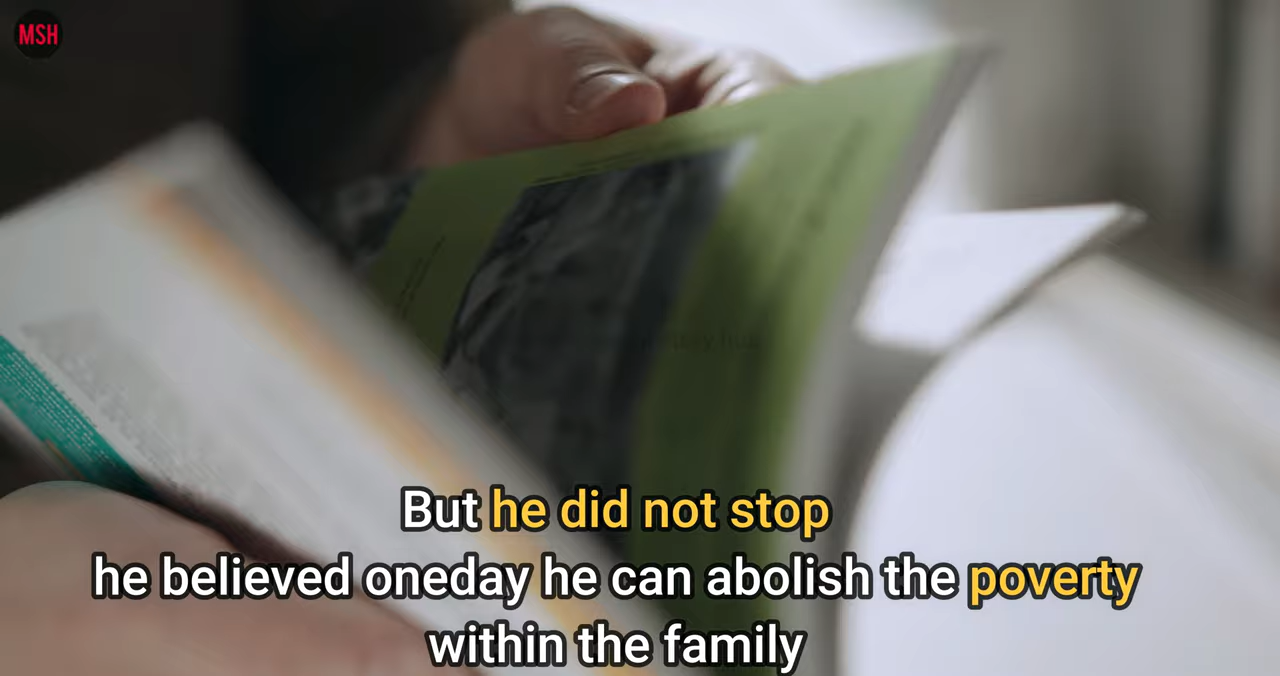 MSH
But he did not stop
he believed oneday he can abolish the poverty
within the family